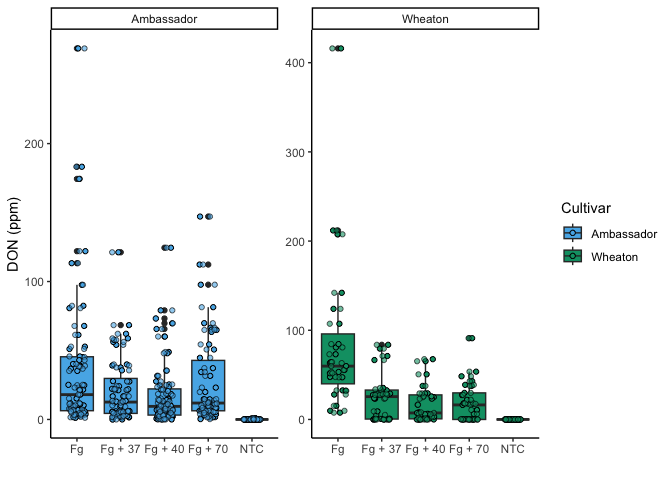 Ambassador
Wheaton
DON (ppm)
200
100
0
400
300
200
100
0
Fg Fg + 37 Fg + 40 Fg + 70 NTC
Fg Fg + 37 Fg + 40 Fg + 70 NTC
Cultivar
Ambassador
Wheaton